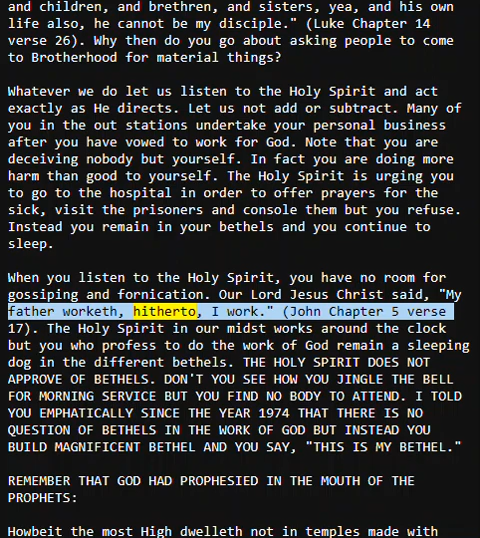 and children, and brethren, and sisters, yea, and his own
life also, he cannot be my disciple." (Luke Chapter 14
verse 26). Why then do you go about asking people to come
to Brotherhood for material things?
Whatever we do let us listen to the Holy Spirit and act
exactly as He directs. Let us not add or subtract. Many of
you in the out stations undertake your personal business
after you have vowed to work for God. Note that you are
deceiving nobody but yourself. In fact you are doing more
harm than good to yourself. The Holy Spirit is urging you
to go to the hospital in order to offer prayers for the
sick, visit the prisoners and console them but you refuse.
Instead you remain in your bethels and you continue to
sleep.
When you listen to the Holy Spirit, you have no room for
gossiping and fornication. Our Lord Jesus Christ said, "My
father worketh, hitherto, I work." (John Chapter 5 verse
17). The Holy Spirit in our midst works around the clock
but you who profess to do the work of God remain a sleeping
dog in the different bethels. THE HOLY SPIRIT DOES NOT
APPROVE OF BETHELS. DON'T YOU SEE HOW YOU JINGLE THE BELL
FOR MORNING SERVICE BUT YOU FIND NO BODY TO ATTEND. I TOLD
YOU EMPHATICALLY SINCE THE YEAR 1974 THAT THERE IS NO
QUESTION OF BETHELS IN THE WORK OF GOD BUT INSTEAD YOU
BUILD MAGNIFICENT BETHEL AND YOU SAY, "THIS IS MY BETHEL."
REMEMBER THAT GOD HAD PROPHESIED IN THE MOUTH OF THE
PROPHETS:
Howbeit the most High dwelleth not in temples made with